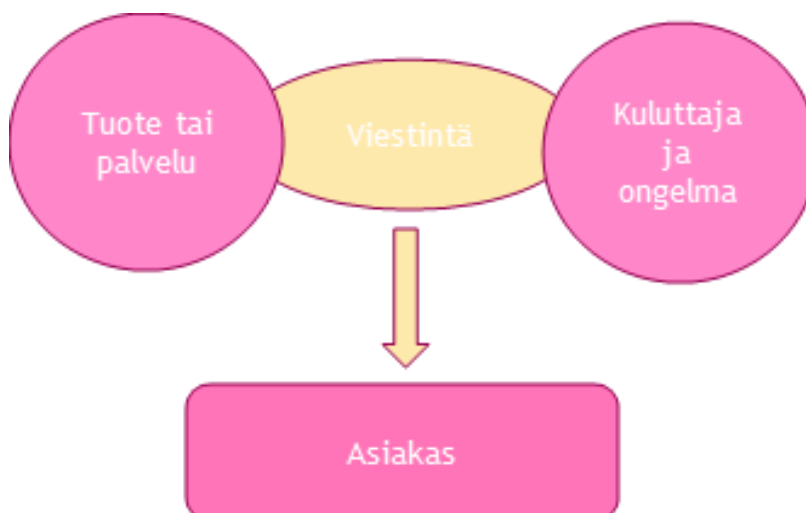 Tuote tai
palvelu
Viestintä
Kuluttaja
ja
ongelma
Asiakas